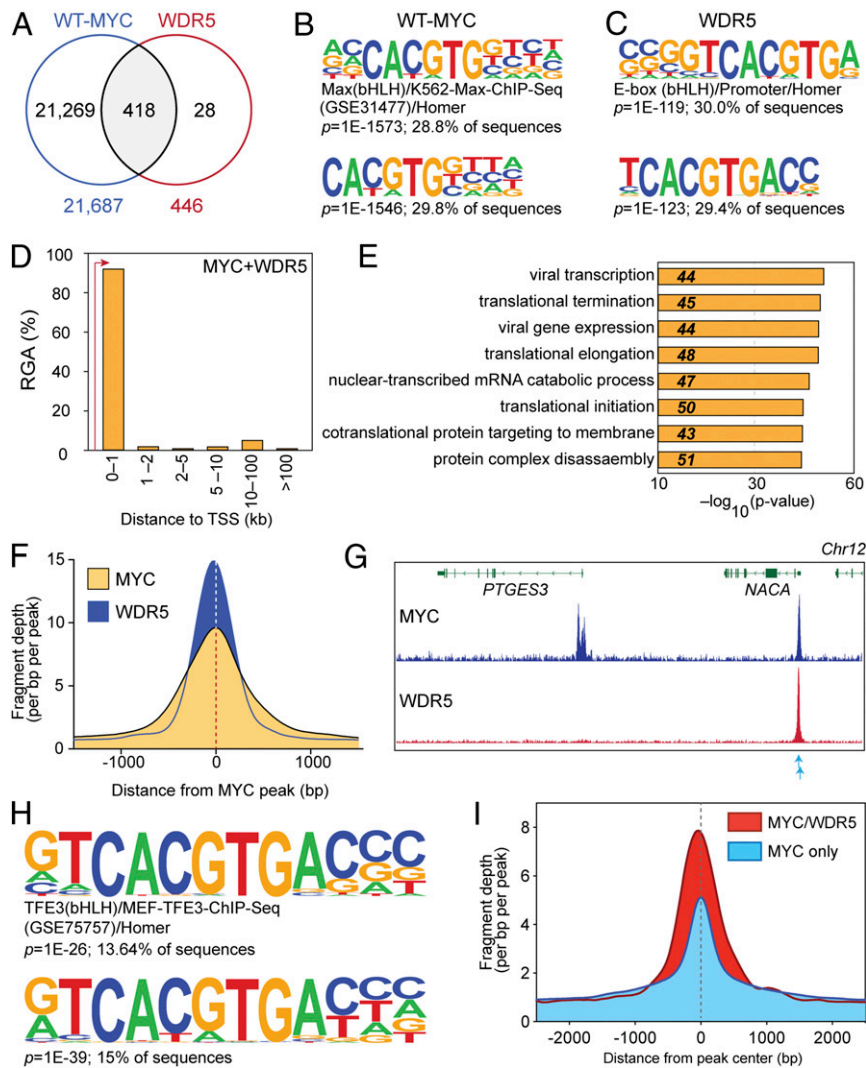 A
WT-MYC
WDR5
21,269
418
28
21,687
446
B
WT-MYC
CACGTG
Max(bHLH)/K562-Max-ChIP-Seq
(GSE31477)/Homer
p=1E-1573; 28.8% of sequences
CACGTG
p=1E-1546; 29.8% of sequences
C
WDR5
TCACGTGA
E-box (bHLH)/Promoter/Homer
p=1E-119; 30.0% of sequences
TCACGTGACC
p=1E-123; 29.4% of sequences
D
MYC+WDR5
RGA (%)
100
80
60
40
20
0
0–1
1 –2
2–5
5 –10
10–100
>100
Distance to TSS (kb)
E
viral transcription
44
translational termination
45
viral gene expression
44
translational elongation
48
nuclear-transcribed mRNA catabolic process
47
translational initiation
50
cotranslational protein targeting to membrane
43
protein complex disassaembly
51
10
30
50
–log10(p-value)
F
MYC
WDR5
Fragment depth
(per bp per peak)
15
10
5
0
-1000
0
1000
Distance from MYC peak (bp)
G
Chr12
PTGES3
NACA
MYC
WDR5
H
GTCACGTGACCC
TFE3(bHLH)/MEF-TFE3-ChIP-Seq
(GSE75757)/Homer
p=1E-26; 13.64% of sequences
GTCACGTGACCC
p=1E-39; 15% of sequences
I
MYC/WDR5
MYC only
Fragment depth
(per bp per peak)
8
6
4
2
0
-2000
-1000
0
1000
2000
Distance from peak center (bp)